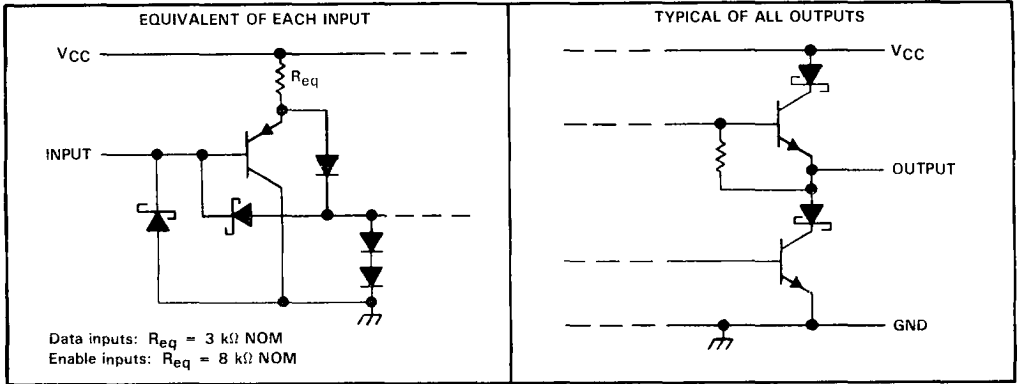 EQUIVALENT OF EACH INPUT
VCC
Req
INPUT
Data inputs: Req = 3 kΩ NOM
Enable inputs: Req = 8 kΩ NOM
TYPICAL OF ALL OUTPUTS
VCC
OUTPUT
GND